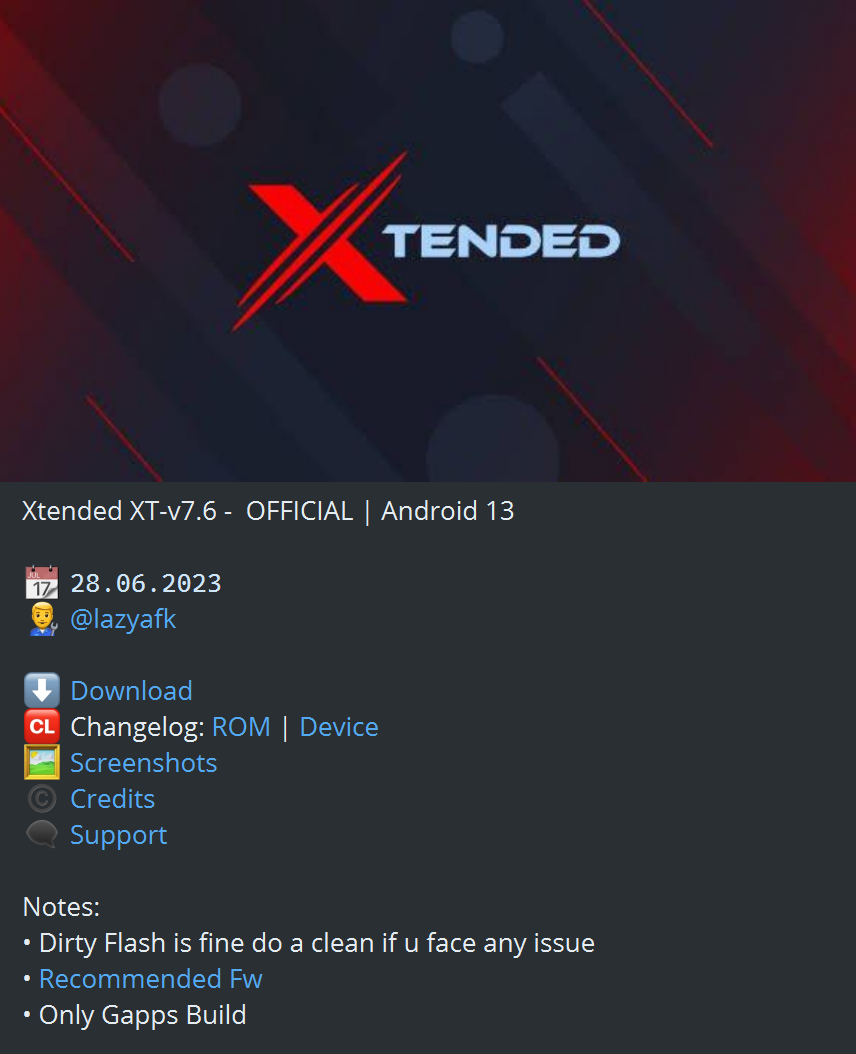 XTENDED
Xtended XT-v7.6 -  OFFICIAL | Android 13
JUL 17 28.06.2023
@lazyafk
Download
CL Changelog: ROM | Device
Screenshots
© Credits
Support
Notes:
• Dirty Flash is fine do a clean if u face any issue
• Recommended Fw
• Only Gapps Build